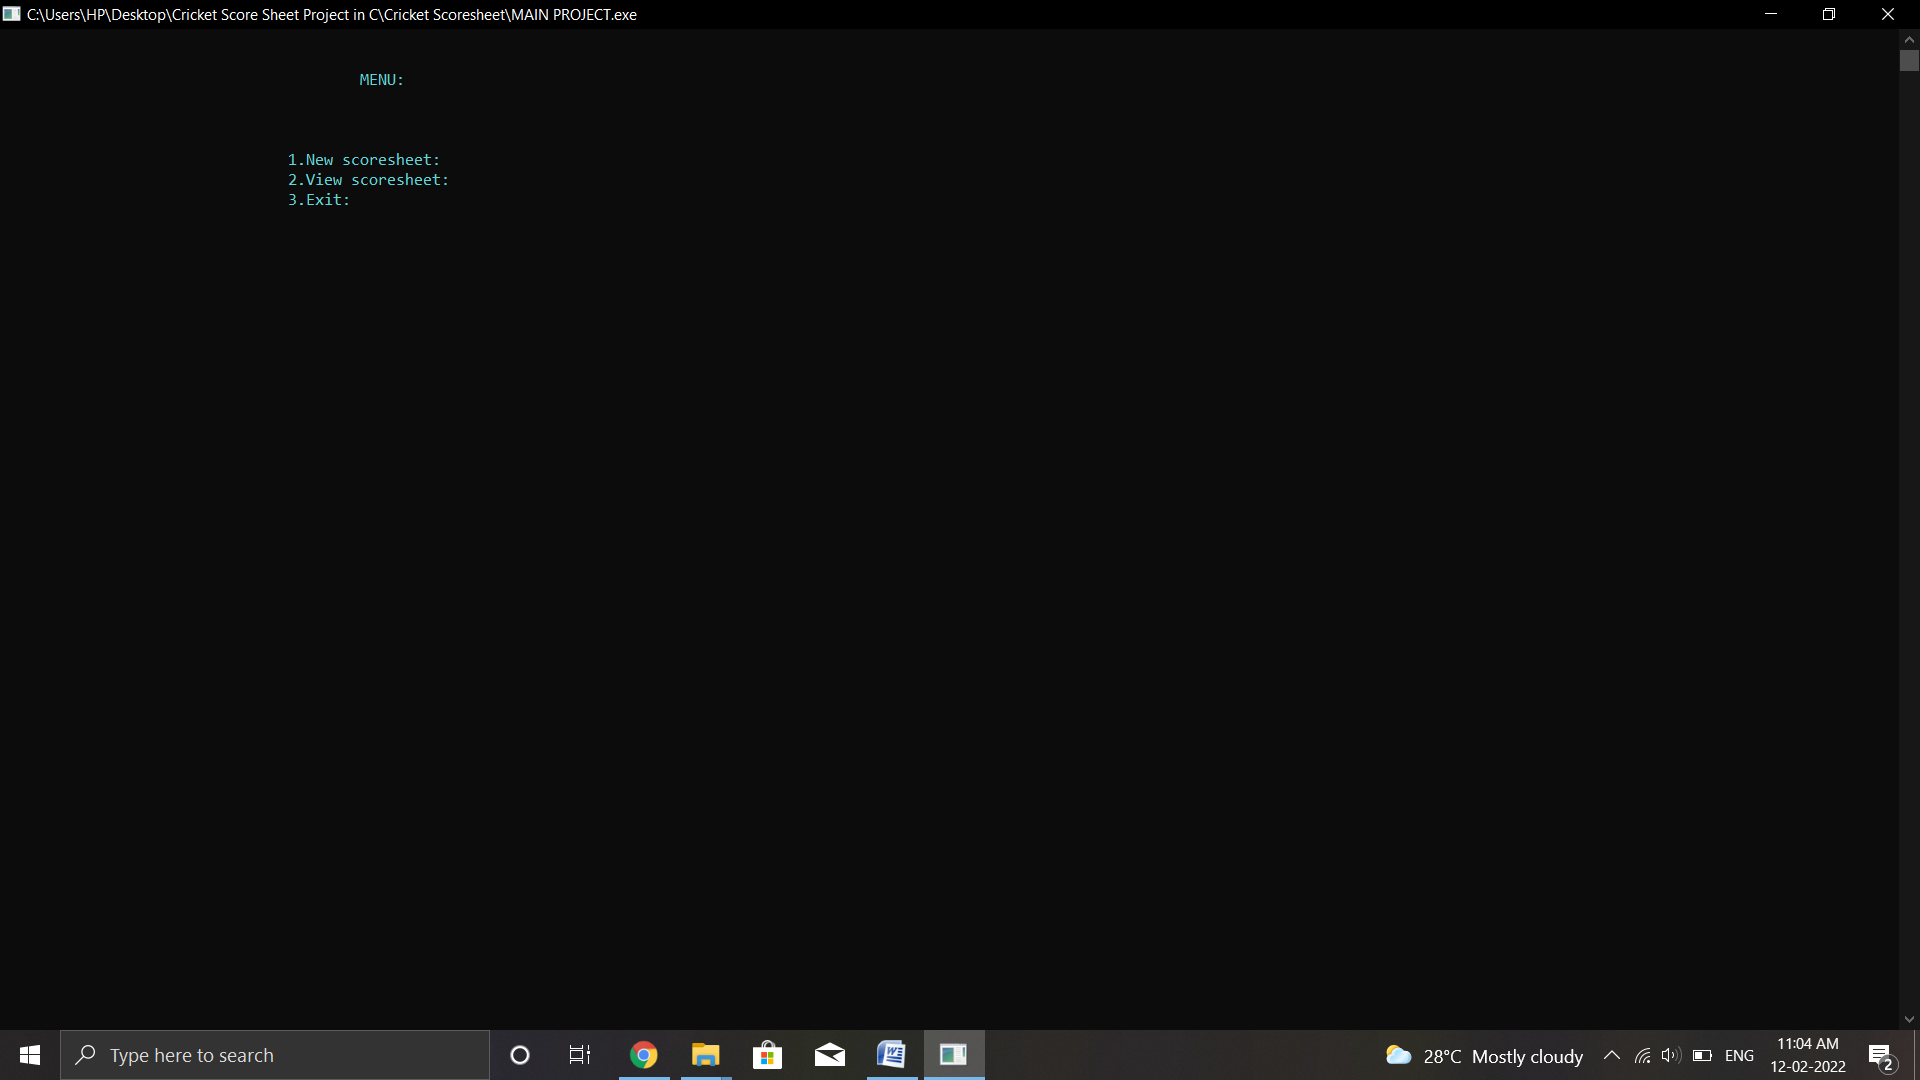 C:\Users\HP\Desktop\Cricket Score Sheet Project in C\Cricket Scoresheet\MAIN PROJECT.exe
MENU:
1.New scoresheet:
2.View scoresheet:
3.Exit:
Type here to search
28°C Mostly cloudy
ENG
11:04 AM
12-02-2022
2